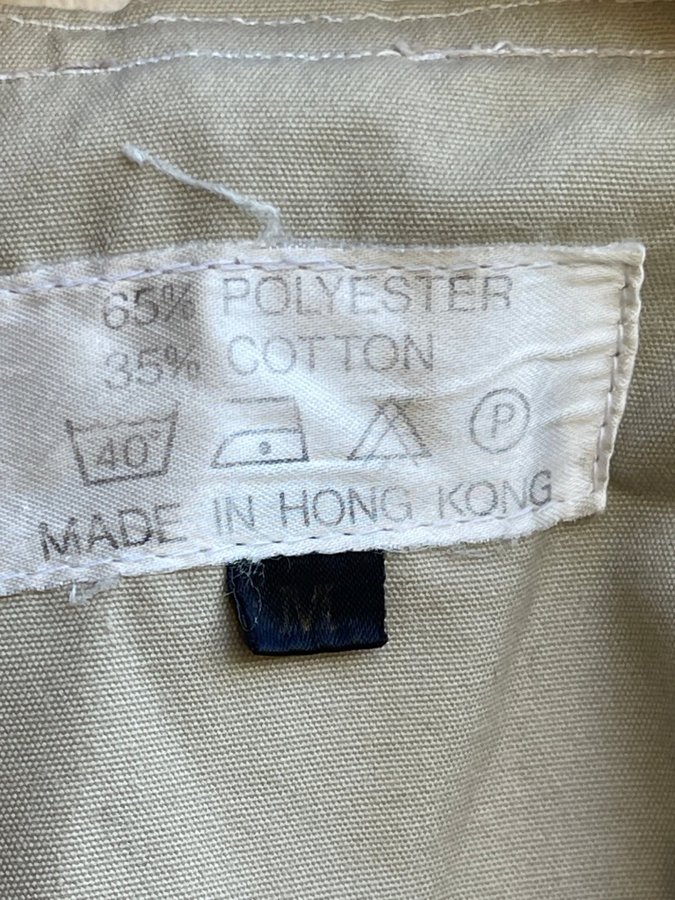 65% POLYESTER
35% COTTON
40°
P
MADE IN HONG KONG
M